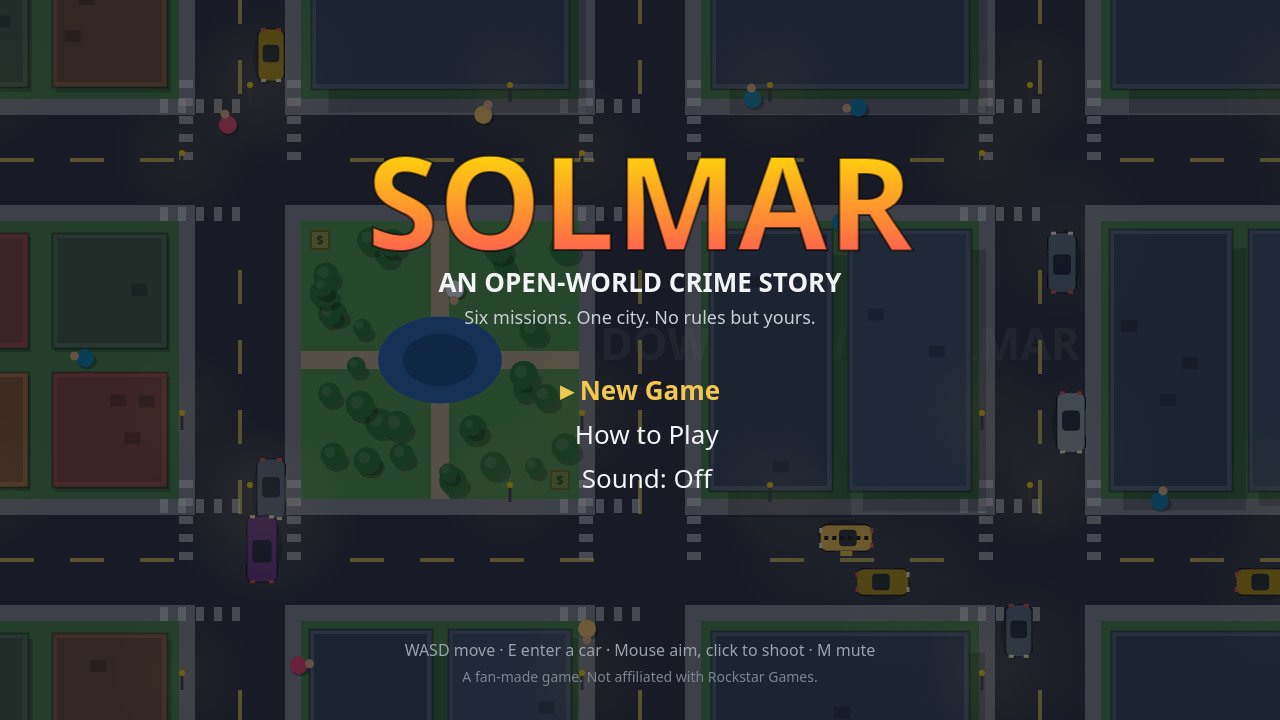 SOLMAR
AN OPEN-WORLD CRIME STORY
Six missions. One city. No rules but yours.
▸ New Game
How to Play
Sound: Off
WASD move · E enter a car · Mouse aim, click to shoot · M mute
A fan-made game. Not affiliated with Rockstar Games.
$
$